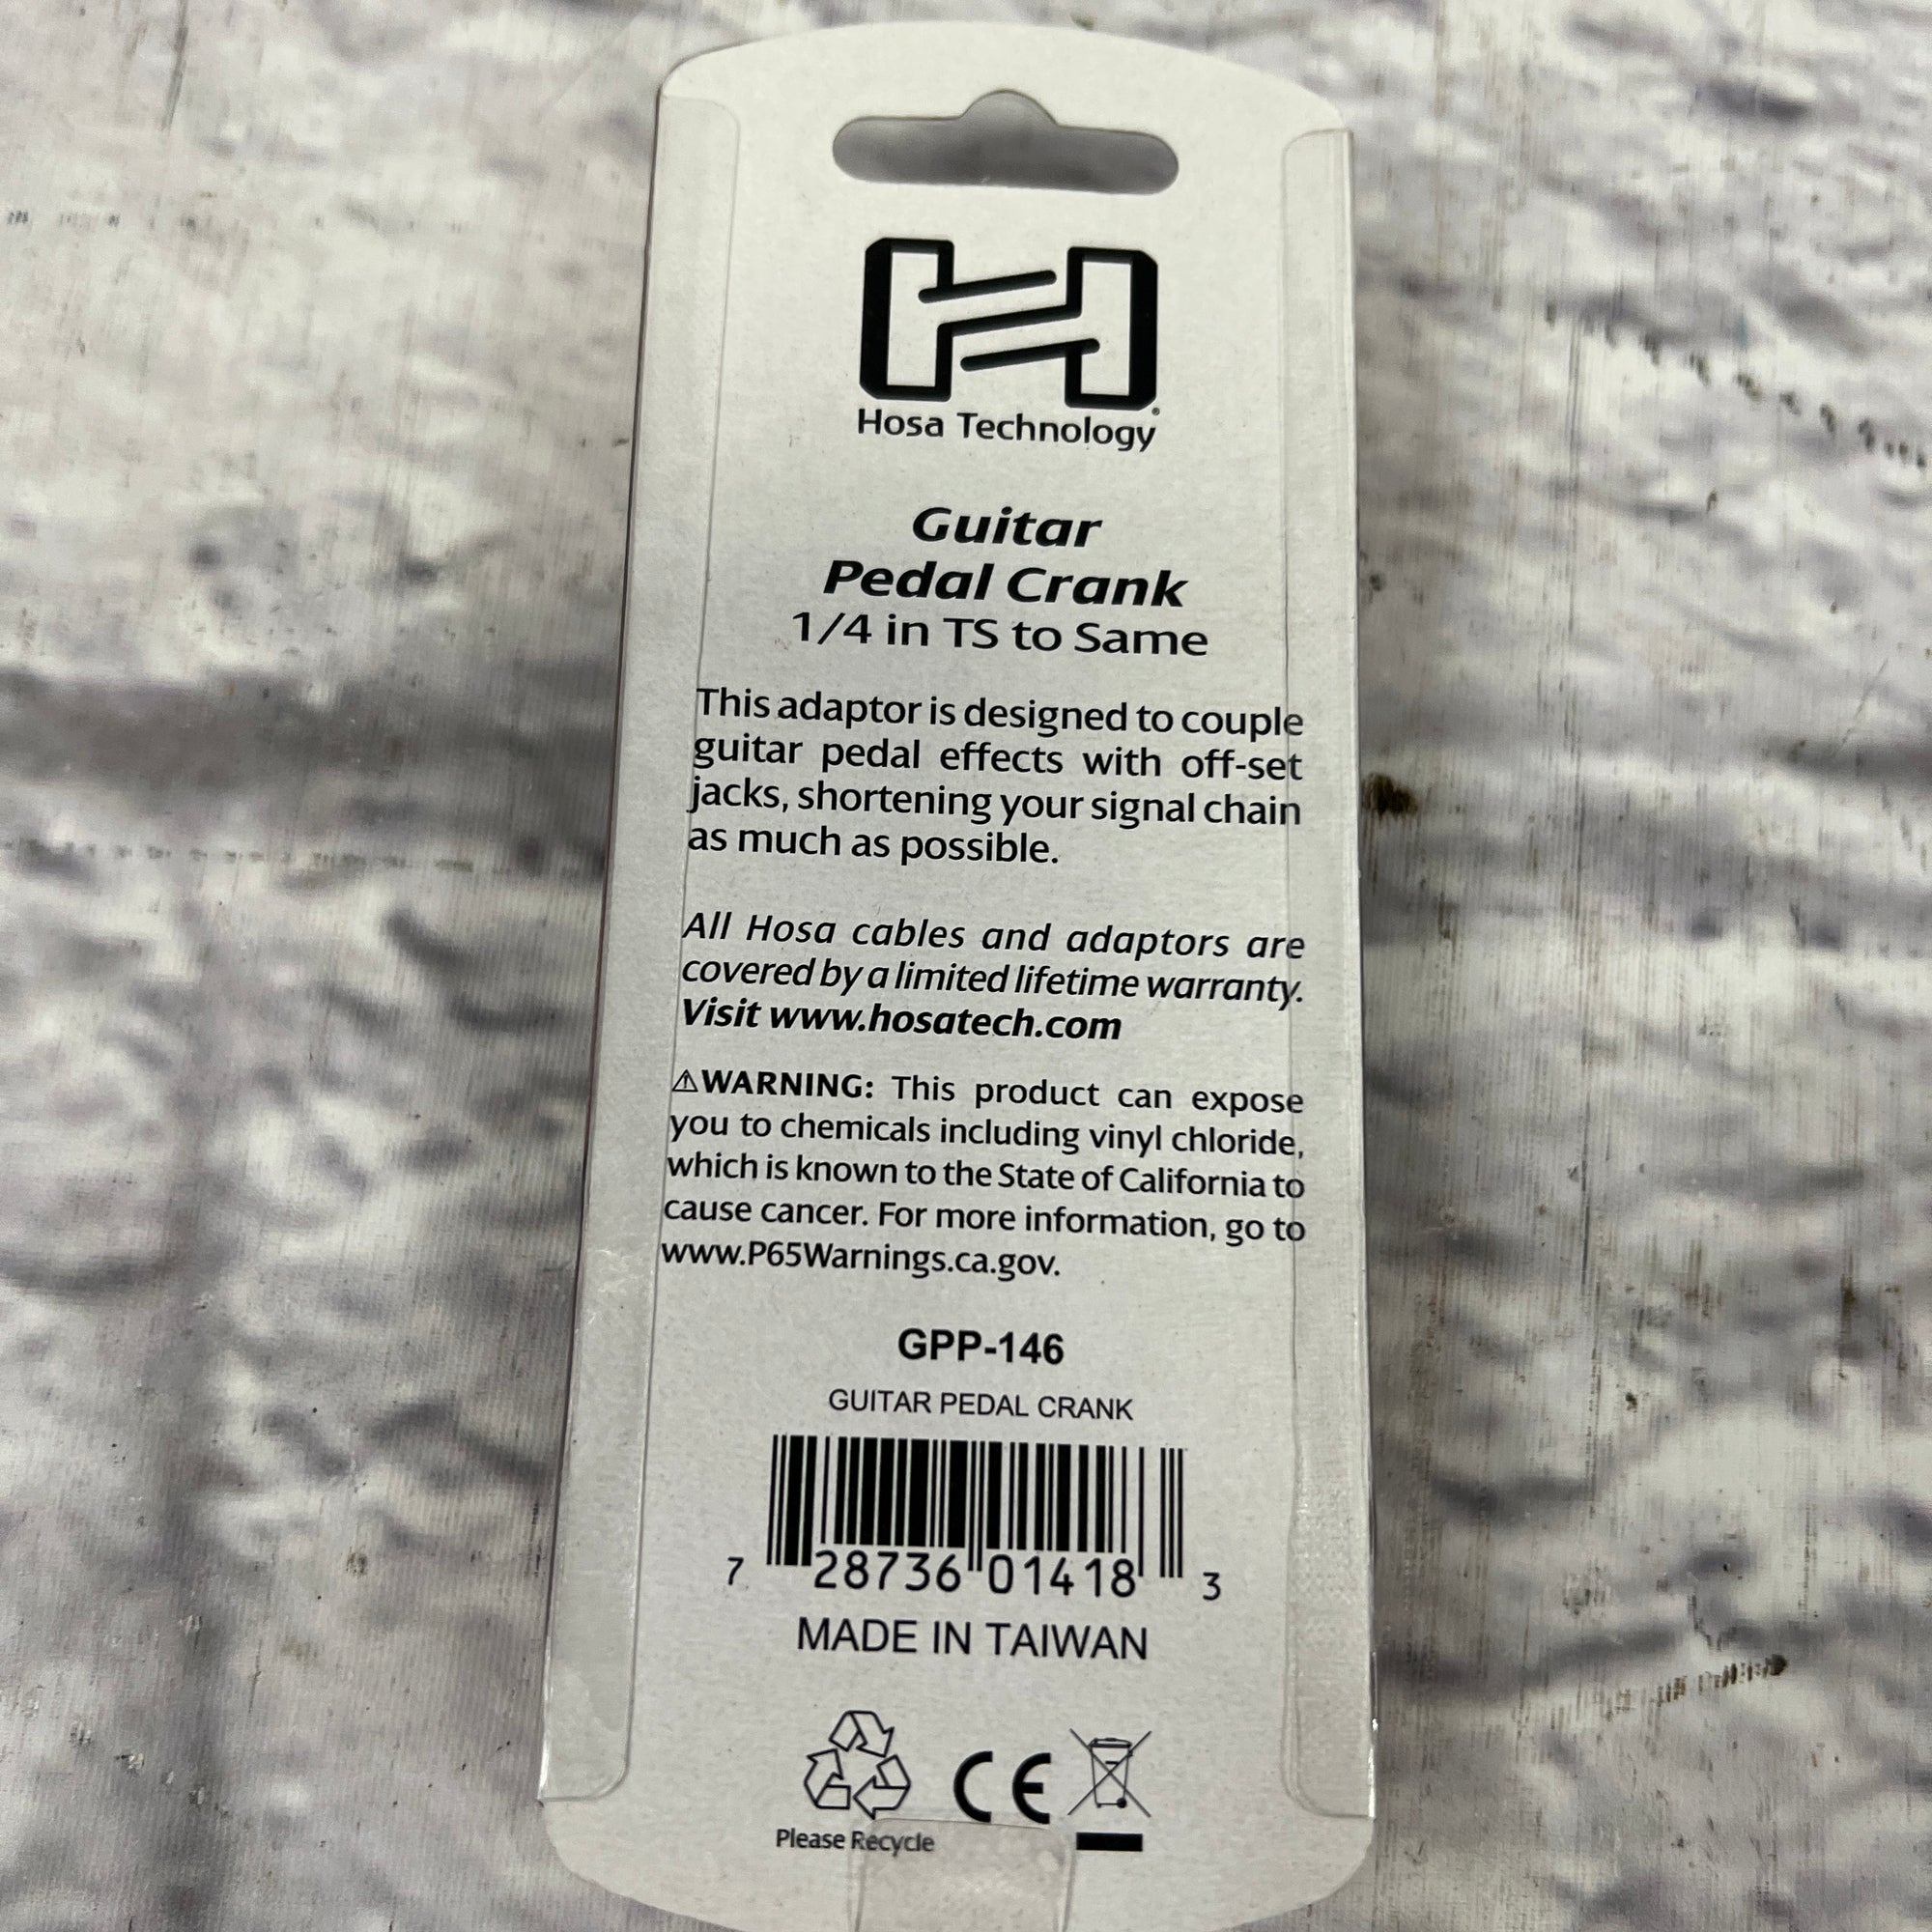 Hosa Technology
Guitar
Pedal Crank
1/4 in TS to Same
This adaptor is designed to couple
guitar pedal effects with off-set
jacks, shortening your signal chain
as much as possible.
All Hosa cables and adaptors are
covered by a limited lifetime warranty.
Visit www.hosatech.com
⚠WARNING: This product can expose
you to chemicals including vinyl chloride,
which is known to the State of California to
cause cancer. For more information, go to
www.P65Warnings.ca.gov.
GPP-146
GUITAR PEDAL CRANK
7 28736 01418 3
MADE IN TAIWAN
CE
Please Recycle